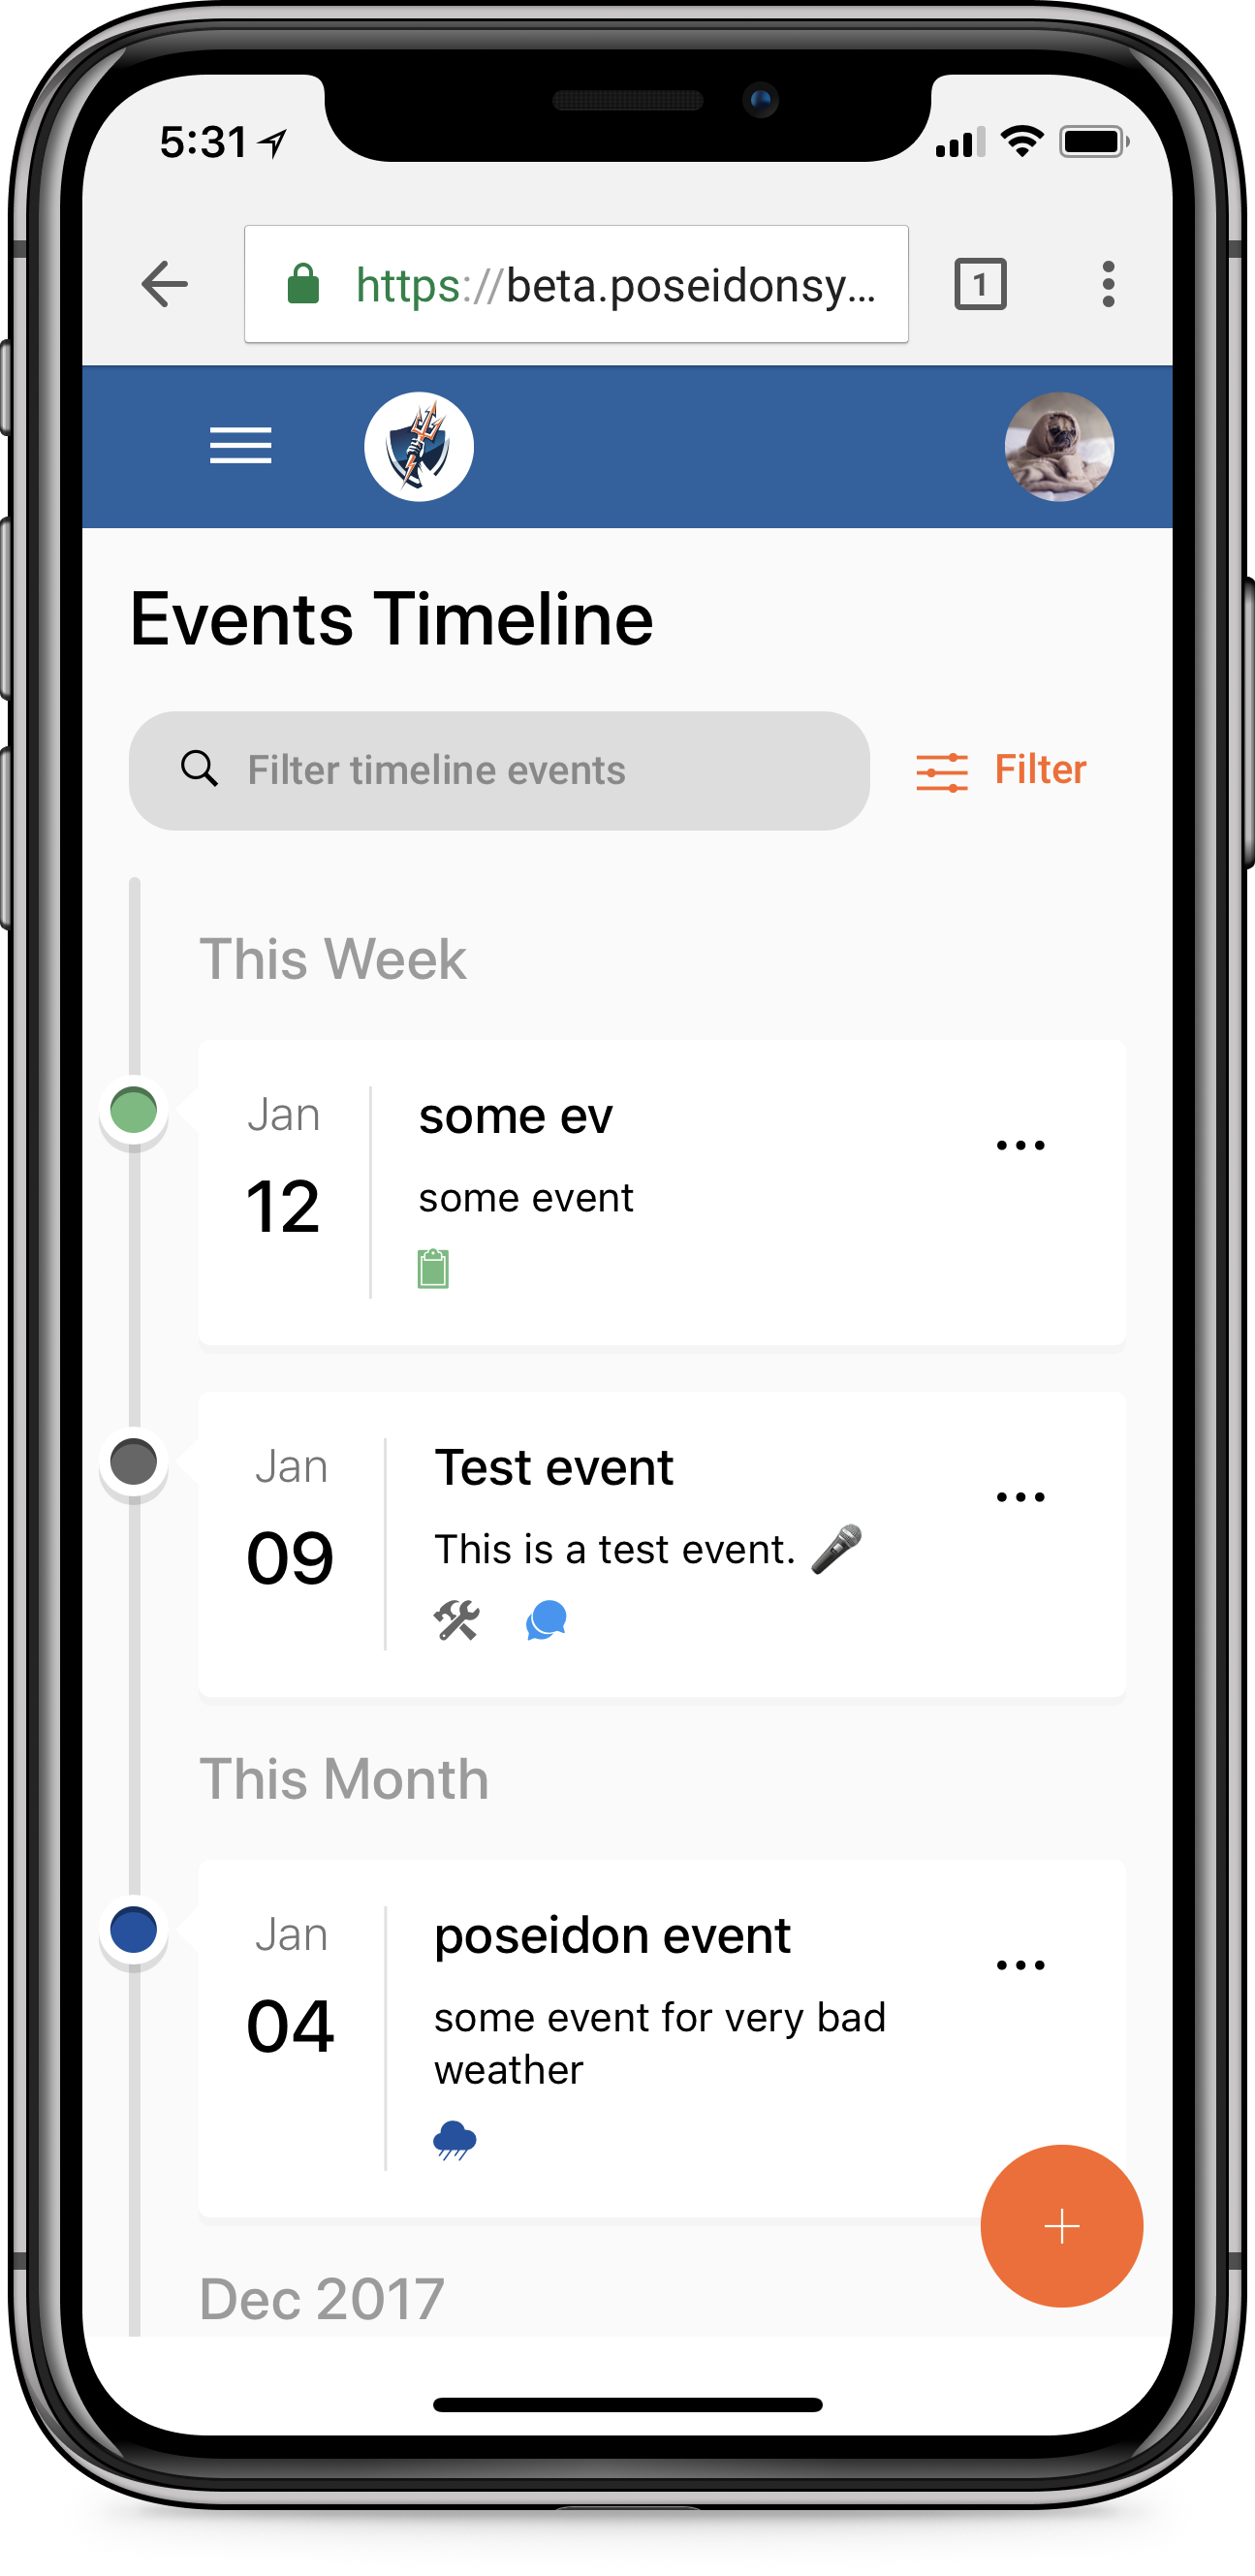 5:31
https://beta.poseidonsy...
1
Events Timeline
Filter timeline events
Filter
This Week
Jan
12
some ev
some event
Jan
09
Test event
This is a test event. 🎤
This Month
Jan
04
poseidon event
some event for very bad
weather
Dec 2017